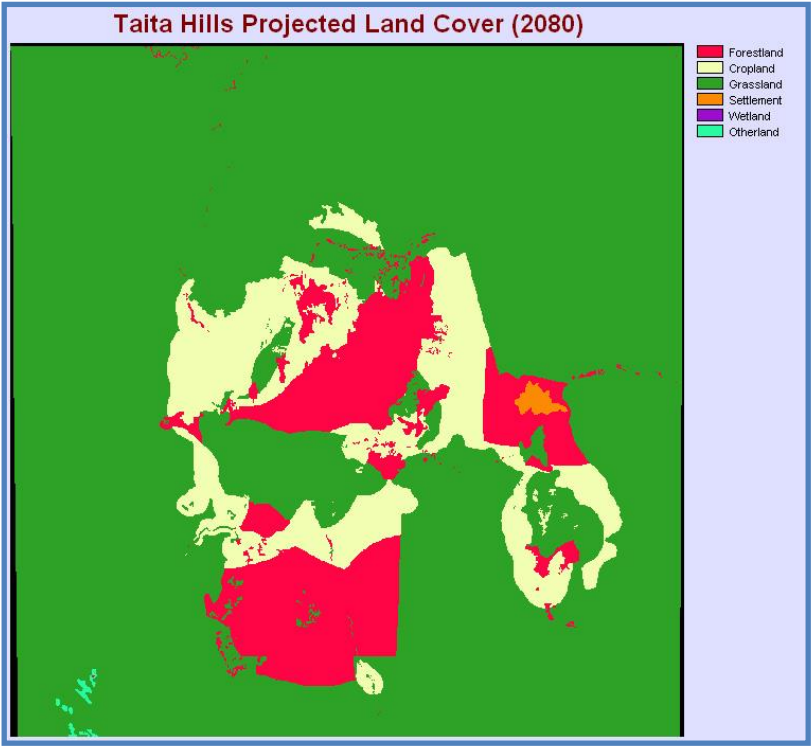 Taita Hills Projected Land Cover (2080)
Forestland
Cropland
Grassland
Settlement
Wetland
Otherland